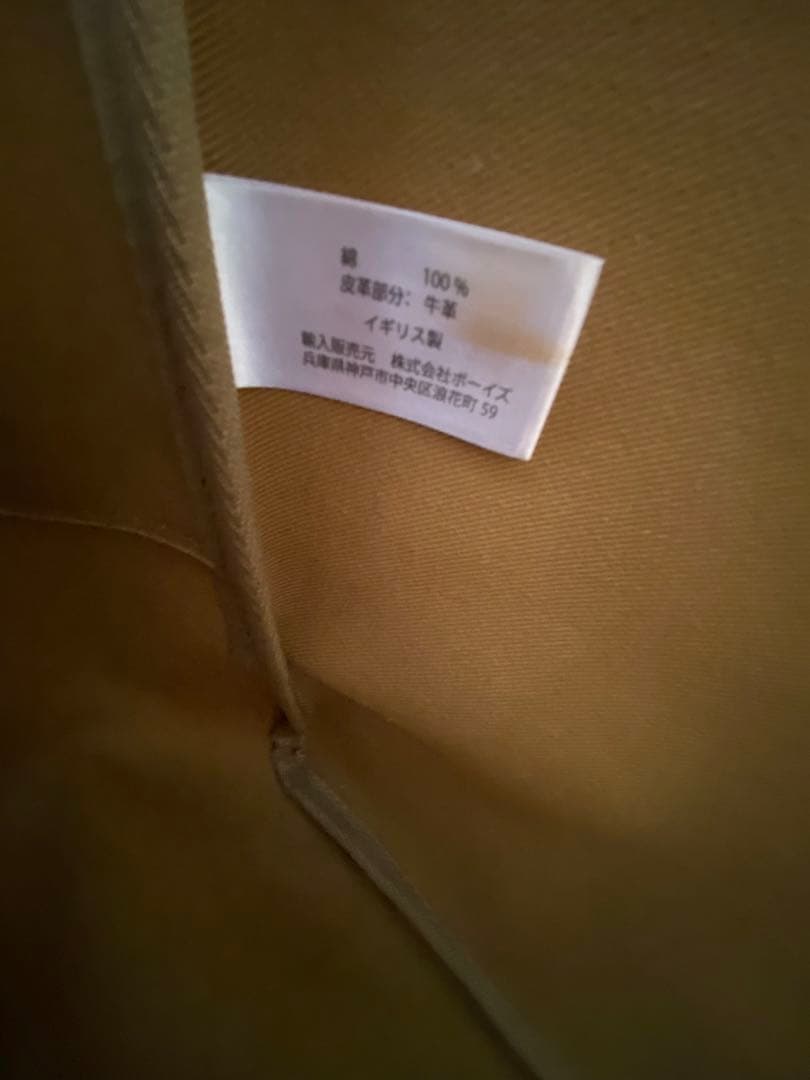 綿 100%
皮革部分: 牛革
イギリス製
輸入販売元 株式会社ボーイズ
兵庫県神戸市中央区浪花町 59